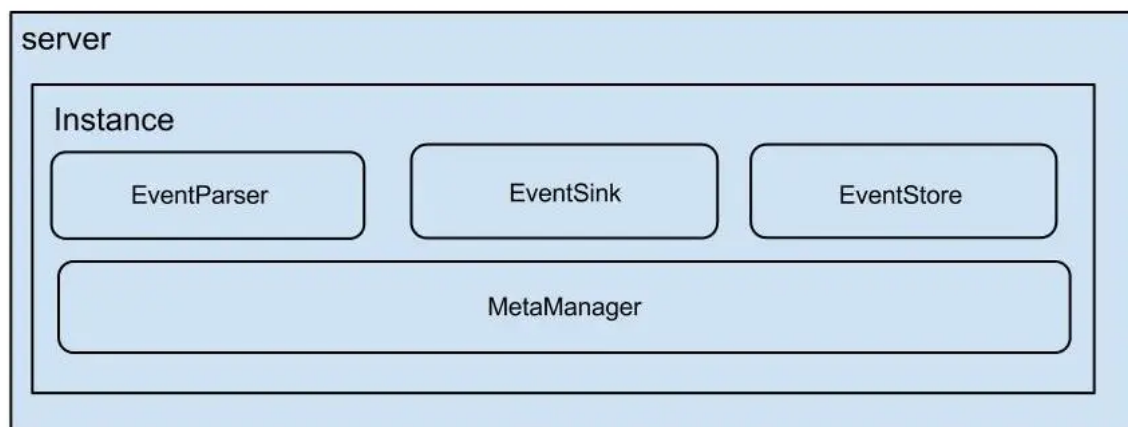 server
Instance
EventParser
EventSink
EventStore
MetaManager